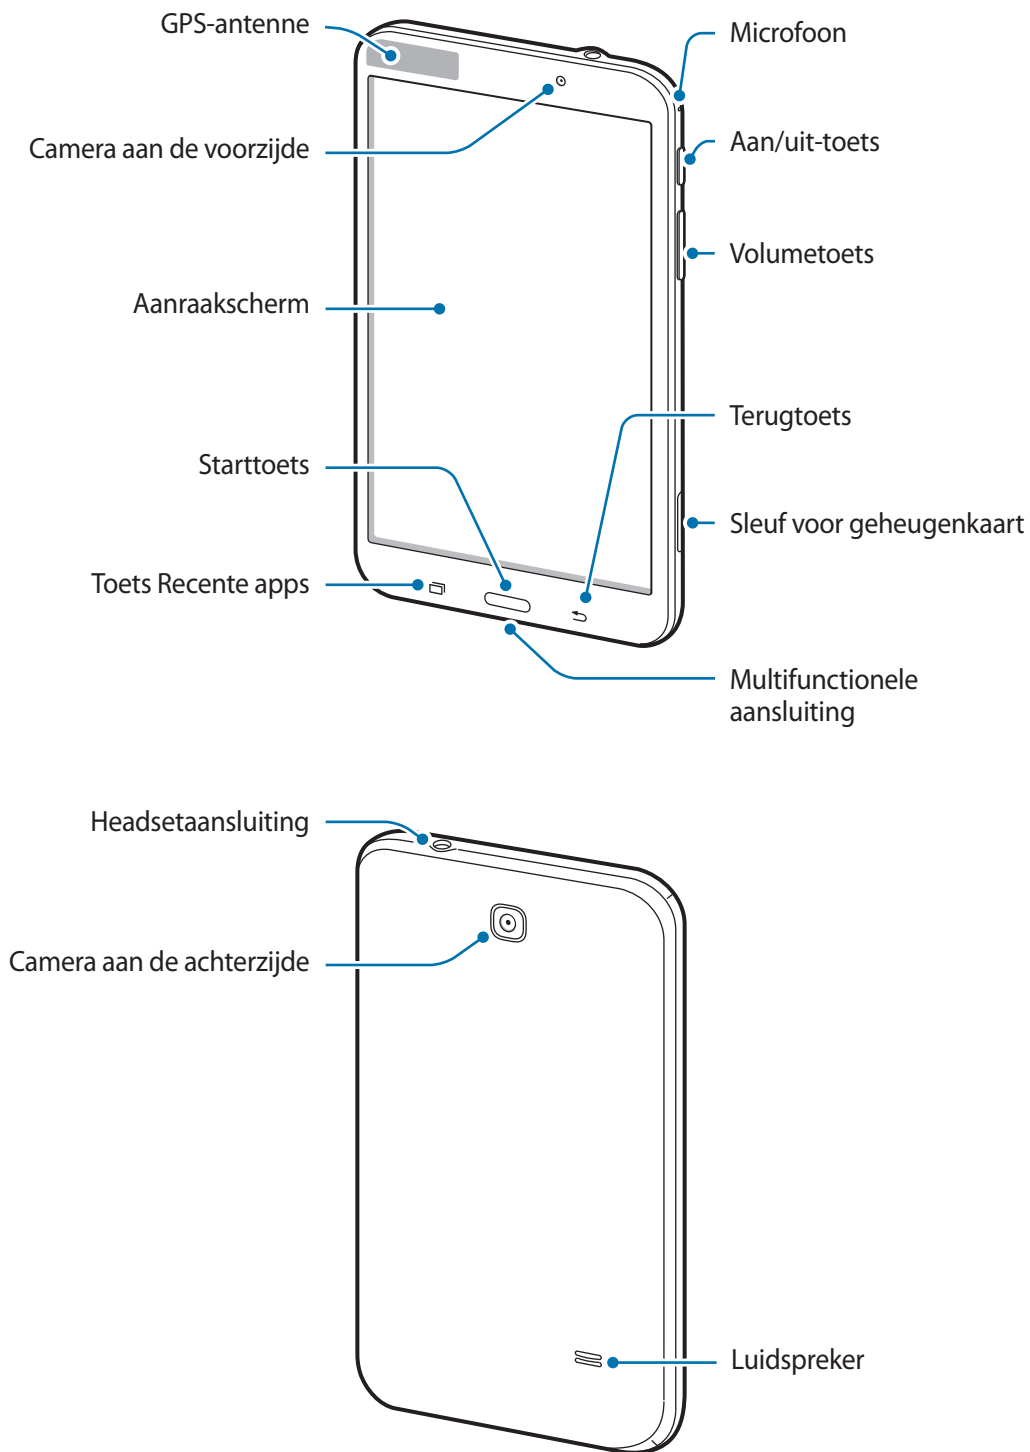 GPS-antenne
Microfoon
Camera aan de voorzijde
Aan/uit-toets
Volumetoets
Aanraakscherm
Terugtoets
Starttoets
Sleuf voor geheugenkaart
Toets Recente apps
Multifunctionele
aansluiting
Headsetaansluiting
Camera aan de achterzijde
Luidspreker